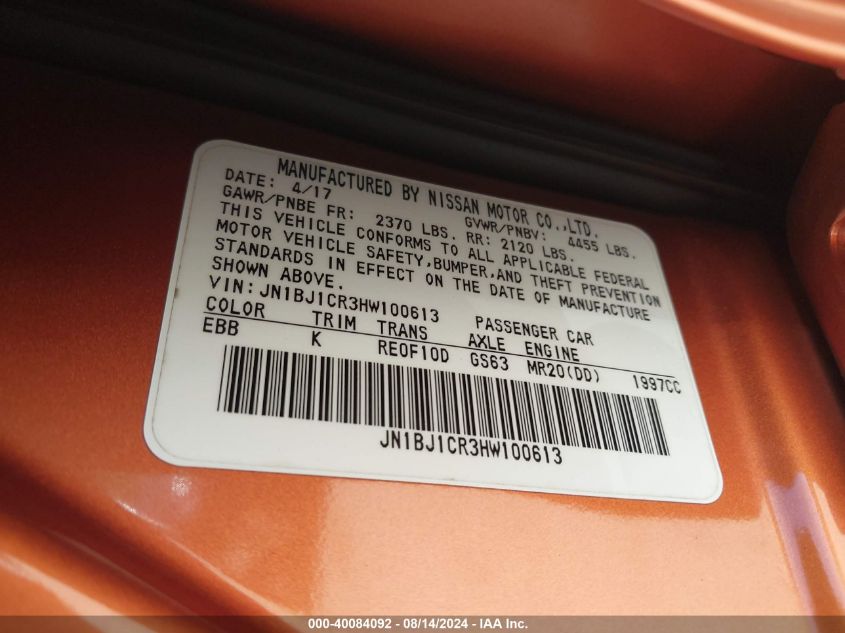 MANUFACTURED BY NISSAN MOTOR CO.,LTD.
DATE: 4/17 GVWR/PNBV: 4455 LBS.
GAWR/PNBE FR: 2370 LBS. RR: 2120 LBS.
THIS VEHICLE CONFORMS TO ALL APPLICABLE FEDERAL
MOTOR VEHICLE SAFETY,BUMPER,AND THEFT PREVENTION
STANDARDS IN EFFECT ON THE DATE OF MANUFACTURE
SHOWN ABOVE.
VIN: JN1BJ1CR3HW100613 PASSENGER CAR
COLOR TRIM TRANS AXLE ENGINE
EBB K RE0F10D GS63 MR20(DD) 1997CC
JN1BJ1CR3HW100613
000-40084092 - 08/14/2024 - IAA Inc.